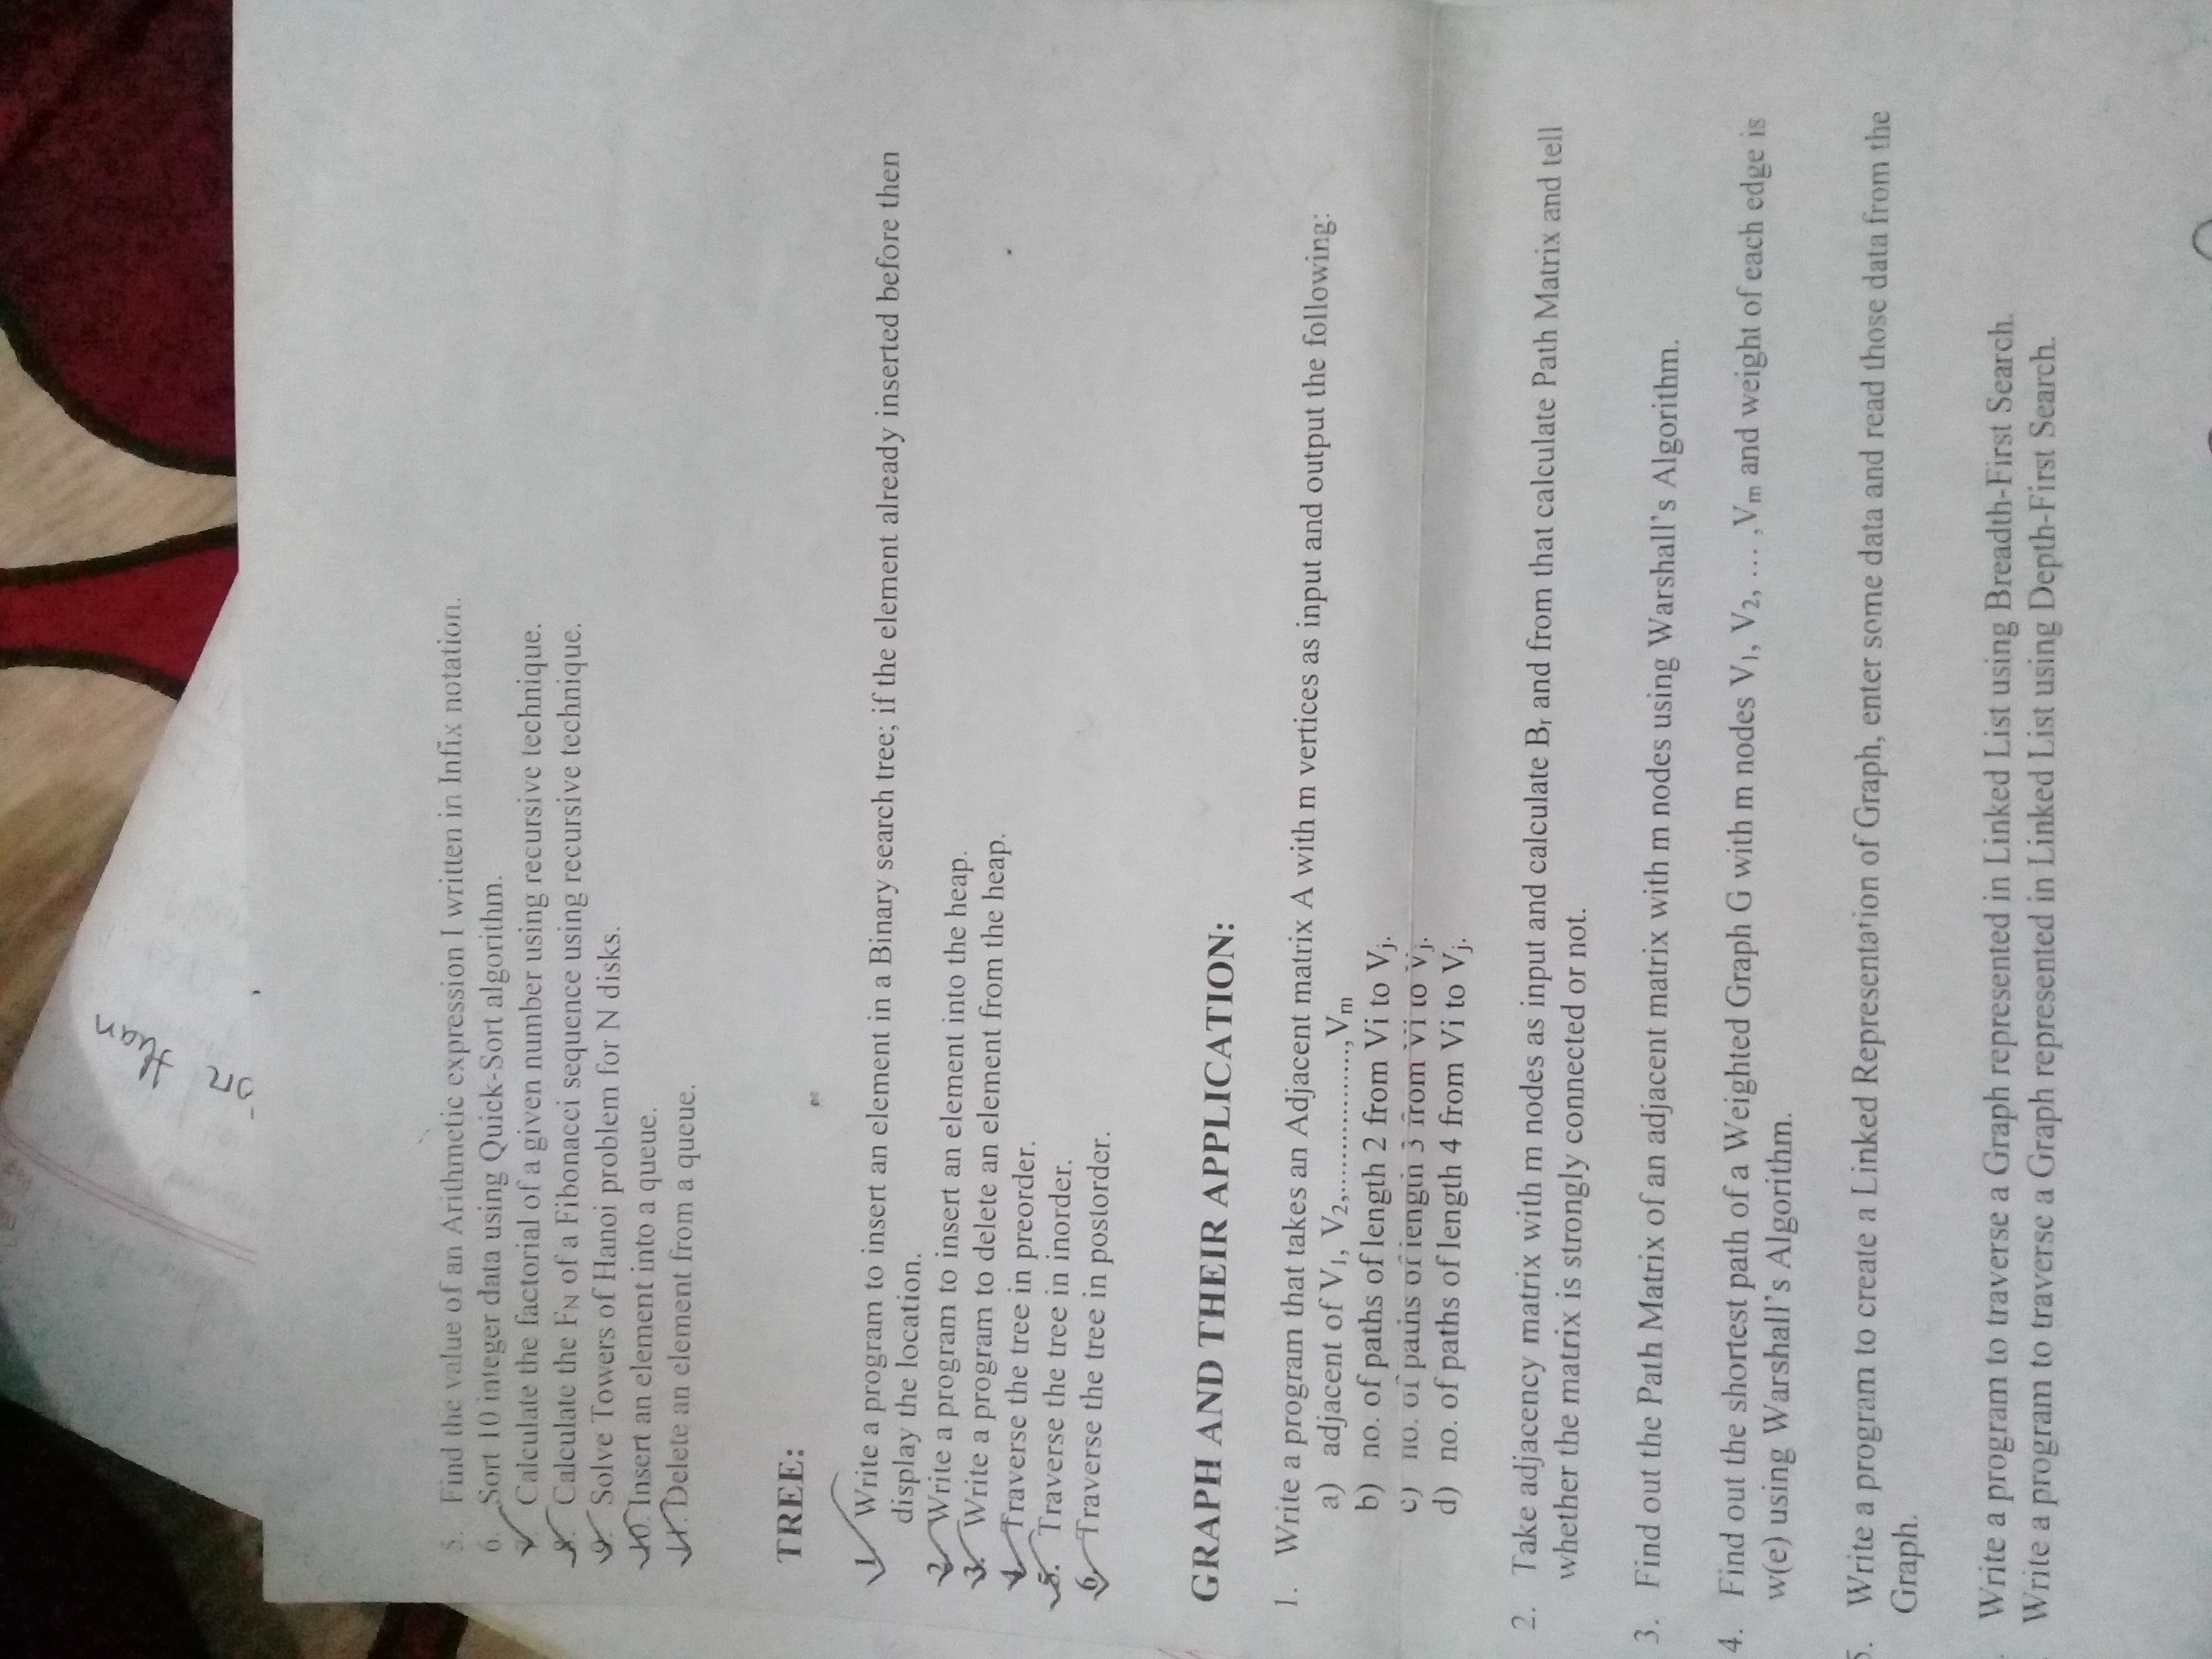 or than
5. Find the value of an Arithmetic expression I written in Infix notation.
6. Sort 10 integer data using Quick-Sort algorithm.
Calculate the factorial of a given number using recursive technique.
8. Calculate the FN of a Fibonacci sequence using recursive technique.
9. Solve Towers of Hanoi problem for N disks.
10. Insert an element into a queue.
11. Delete an element from a queue.
TREE:
1. Write a program to insert an element in a Binary search tree; if the element already inserted before then
display the location.
2. Write a program to insert an element into the heap.
3. Write a program to delete an element from the heap.
4. Traverse the tree in preorder.
5. Traverse the tree in inorder.
6. Traverse the tree in postorder.
GRAPH AND THEIR APPLICATION:
1. Write a program that takes an Adjacent matrix A with m vertices as input and output the following:
a) adjacent of V1, V2,.................,Vm
b) no. of paths of length 2 from Vi to Vj.
c) no. of paths of length 3 from Vi to Vj.
d) no. of paths of length 4 from Vi to Vj.
2. Take adjacency matrix with m nodes as input and calculate Br and from that calculate Path Matrix and tell
whether the matrix is strongly connected or not.
3. Find out the Path Matrix of an adjacent matrix with m nodes using Warshall's Algorithm.
4. Find out the shortest path of a Weighted Graph G with m nodes V1, V2, ... ,Vm and weight of each edge is
w(e) using Warshall's Algorithm.
5. Write a program to create a Linked Representation of Graph, enter some data and read those data from the
Graph.
Write a program to traverse a Graph represented in Linked List using Breadth-First Search.
Write a program to traverse a Graph represented in Linked List using Depth-First Search.